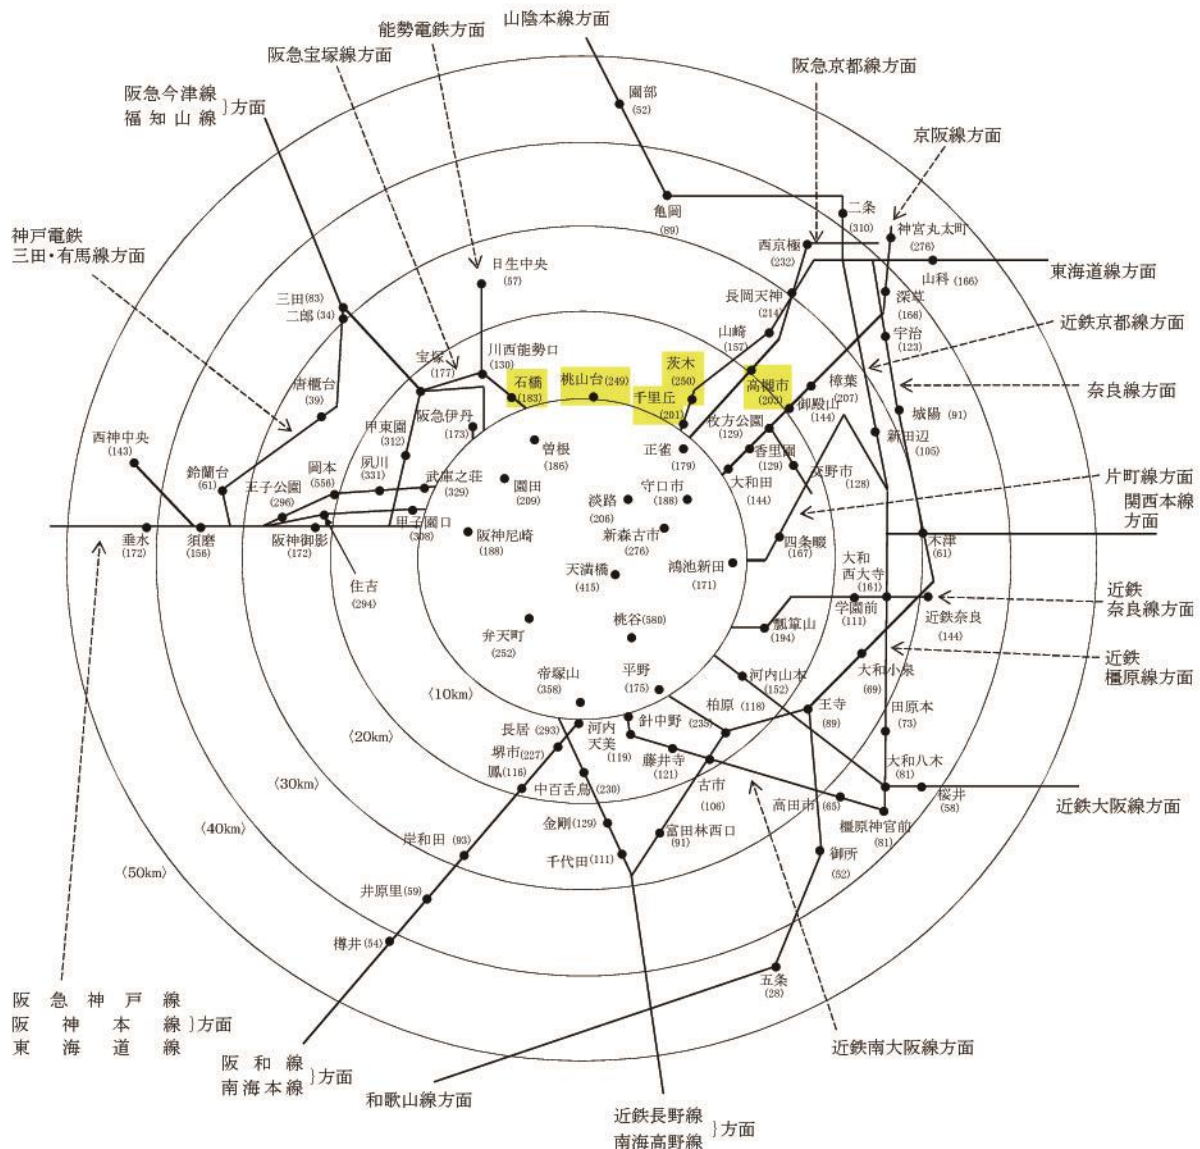 山陰本線方面
能勢電鉄方面
阪急宝塚線方面
阪急京都線方面
阪急今津線
福知山線
}方面
園部
(52)
京阪線方面
亀岡
(89)
二条
(310)
神宮丸太町
(276)
西京極
(232)
山科 (166)
東海道線方面
神戸電鉄
三田・有馬線方面
日生中央
(57)
長岡天神
(214)
深草
(166)
三田(83)
二郎(34)
山崎
(157)
宇治
(123)
近鉄京都線方面
宝塚
(177)
川西能勢口
(130)
石橋
(183)
桃山台(249)
茨木
(250)
千里丘
(201)
高槻市
(203)
樟葉
(207)
奈良線方面
唐櫃台
(39)
阪急伊丹
(173)
御殿山
(144)
城陽 (91)
甲東園
(312)
枚方公園
(129)
新田辺
(105)
西神中央
(143)
曽根
(186)
正雀
(179)
香里園
(129)
交野市
(128)
鈴蘭台
(61)
王子公園
(296)
岡本
(556)
夙川
(331)
武庫之荘
(329)
園田
(209)
大和田
(144)
片町線方面
淡路
(206)
守口市
(188)
関西本線
方面
甲子園口
(308)
阪神尼崎
(188)
新森古市
(276)
四条畷
(167)
木津
(61)
垂水
(172)
須磨
(156)
阪神御影
(172)
住吉
(294)
天満橋
(415)
鴻池新田
(171)
大和
西大寺
(161)
学園前
(111)
近鉄
奈良線方面
近鉄奈良
(144)
弁天町
(252)
桃谷(580)
瓢箪山
(194)
近鉄
橿原線方面
大和小泉
(69)
帝塚山
(358)
平野
(175)
河内山本
(152)
柏原 (118)
王寺
(89)
田原本
(73)
〈10km〉
長居(293)
河内
天美
(119)
針中野
(235)
〈20km〉
堺市(227)
鳳(116)
藤井寺
(121)
大和八木
(81)
〈30km〉
中百舌鳥
(230)
古市
(106)
高田市(65)
桜井
(58)
近鉄大阪線方面
〈40km〉
金剛(129)
富田林西口
(91)
橿原神宮前
(81)
岸和田 (93)
千代田 (111)
御所
(52)
〈50km〉
井原里(59)
樽井(54)
五条
(28)
阪急神戸線
阪神本線
東海道線
}方面
阪和線
南海本線
}方面
和歌山線方面
近鉄南大阪線方面
近鉄長野線
南海高野線
}方面